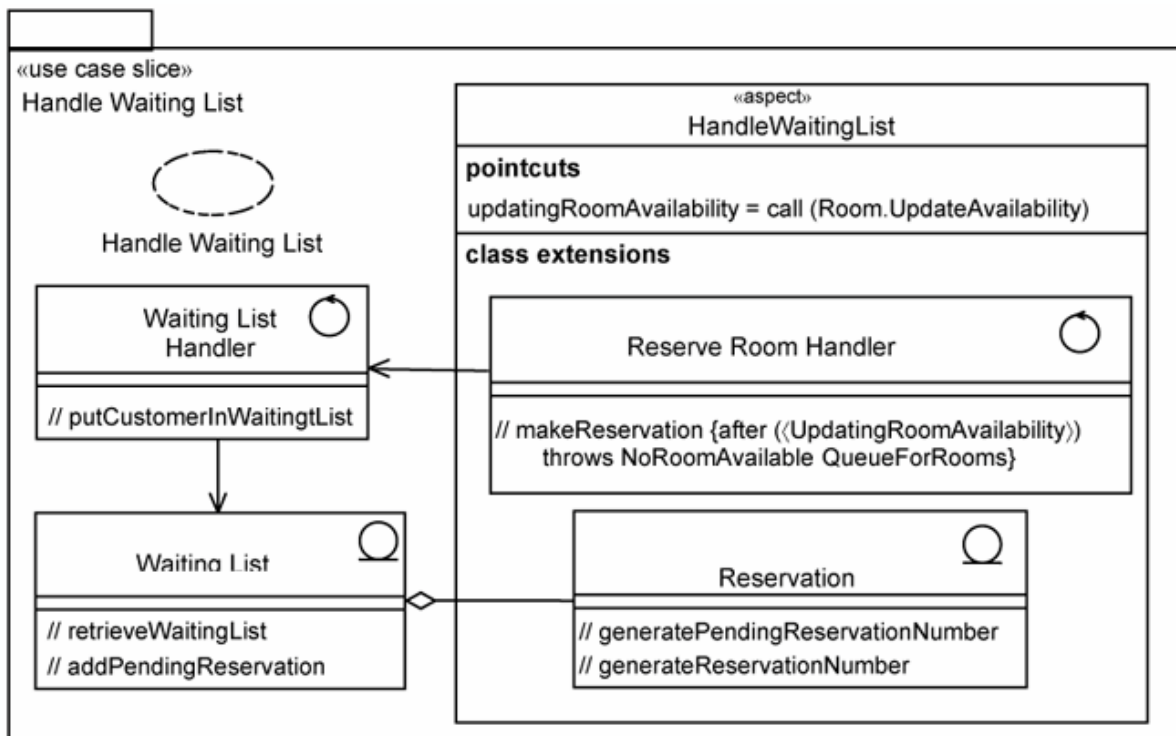 «use case slice»
Handle Waiting List
Handle Waiting List
«aspect»
HandleWaitingList
pointcuts
updatingRoomAvailability = call (Room.UpdateAvailability)
class extensions
Waiting List
Handler
// putCustomerInWaitingtList
Reserve Room Handler
// makeReservation {after (⟨UpdatingRoomAvailability⟩)
throws NoRoomAvailable QueueForRooms}
Waiting List
// retrieveWaitingList
// addPendingReservation
Reservation
// generatePendingReservationNumber
// generateReservationNumber